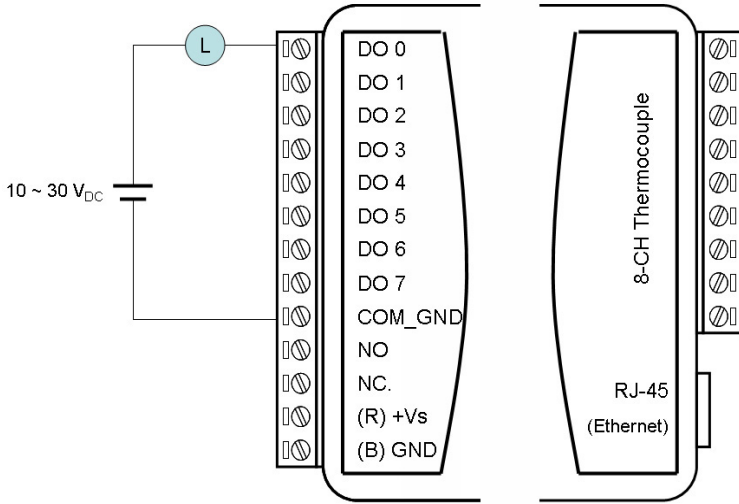 L
10 ~ 30 VDC
DO 0
DO 1
DO 2
DO 3
DO 4
DO 5
DO 6
DO 7
COM_GND
NO
NC.
(R) +Vs
(B) GND
8-CH Thermocouple
RJ-45
(Ethernet)